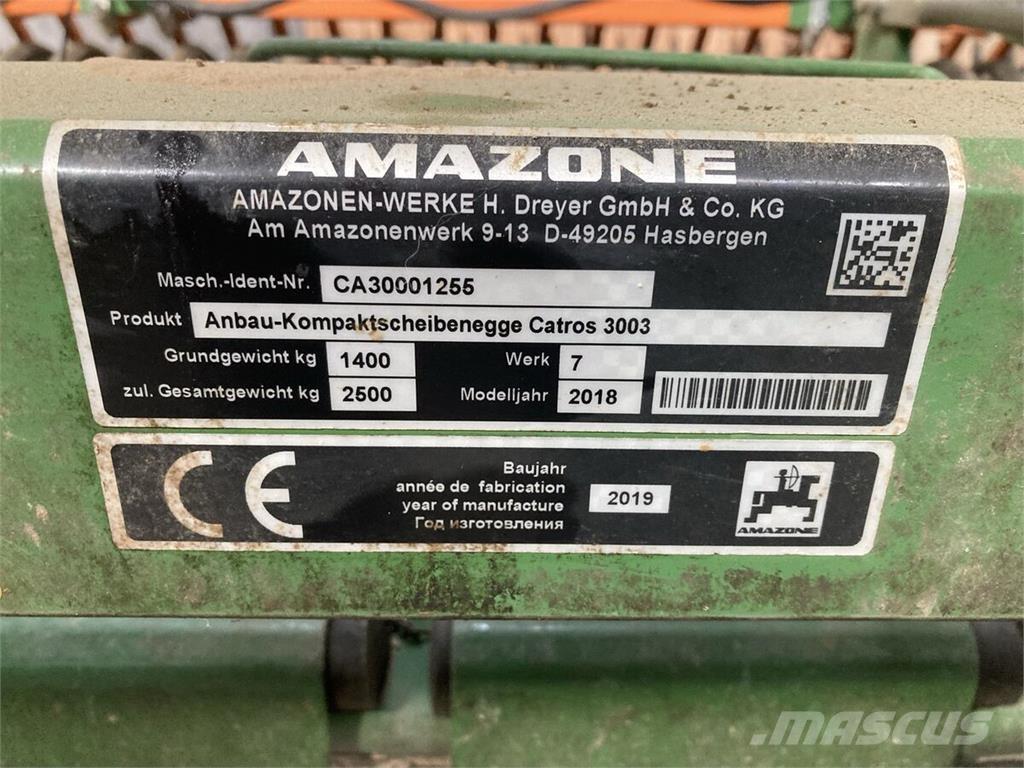 AMAZONE
AMAZONEN-WERKE H. Dreyer GmbH & Co. KG
Am Amazonenwerk 9-13 D-49205 Hasbergen
Masch.-Ident-Nr. CA30001255
Produkt Anbau-Kompaktscheibenegge Catros 3003
Grundgewicht kg 1400 Werk 7
zul. Gesamtgewicht kg 2500 Modelljahr 2018
Baujahr
année de fabrication
year of manufacture
Год изготовления
2019
AMAZONE
MASCUS